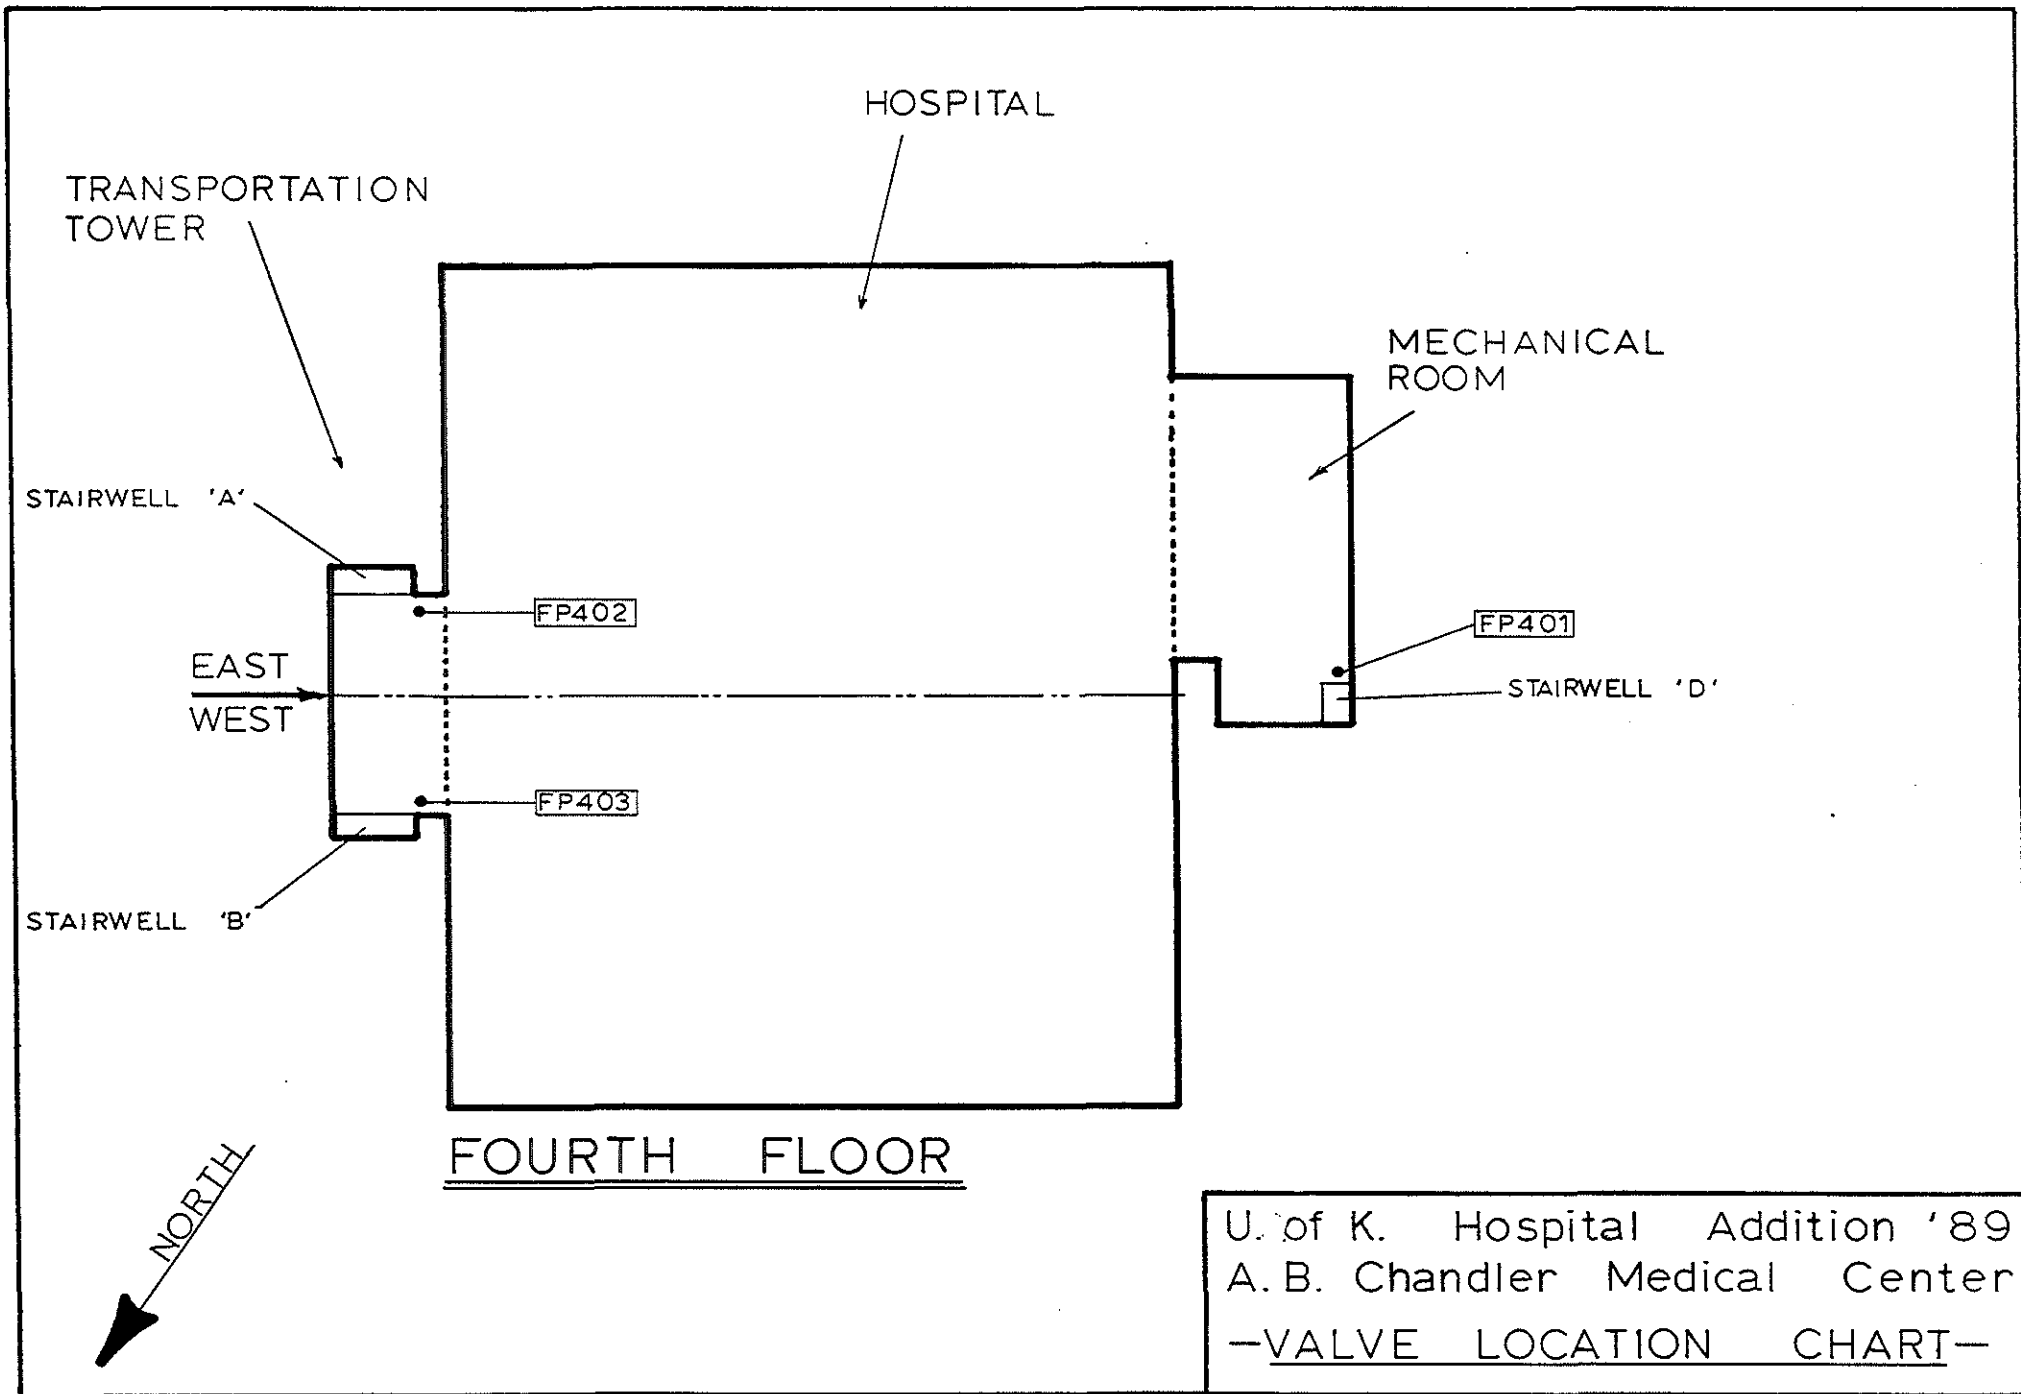 HOSPITAL
TRANSPORTATION
TOWER
MECHANICAL
ROOM
STAIRWELL 'A'
FP402
FP401
EAST
WEST
STAIRWELL 'D'
FP403
STAIRWELL 'B'
FOURTH FLOOR
NORTH
U. of K. Hospital Addition '89
A. B. Chandler Medical Center
—VALVE LOCATION CHART—